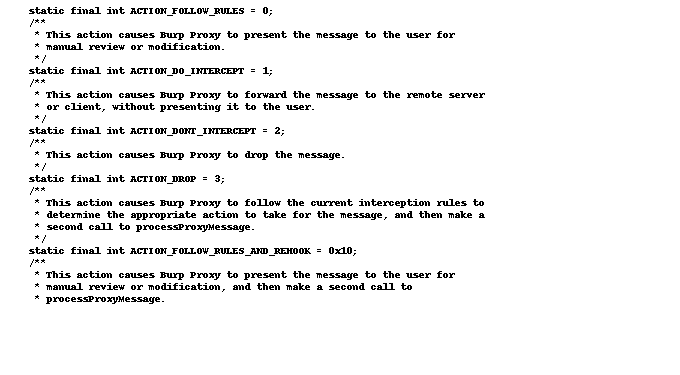 static final int ACTION_FOLLOW_RULES = 0;
/**
* This action causes Burp Proxy to present the message to the user for
* manual review or modification.
*/
static final int ACTION_DO_INTERCEPT = 1;
/**
* This action causes Burp Proxy to forward the message to the remote server
* or client, without presenting it to the user.
*/
static final int ACTION_DONT_INTERCEPT = 2;
/**
* This action causes Burp Proxy to drop the message.
*/
static final int ACTION_DROP = 3;
/**
* This action causes Burp Proxy to follow the current interception rules to
* determine the appropriate action to take for the message, and then make a
* second call to processProxyMessage.
*/
static final int ACTION_FOLLOW_RULES_AND_REHOOK = 0x10;
/**
* This action causes Burp Proxy to present the message to the user for
* manual review or modification, and then make a second call to
* processProxyMessage.